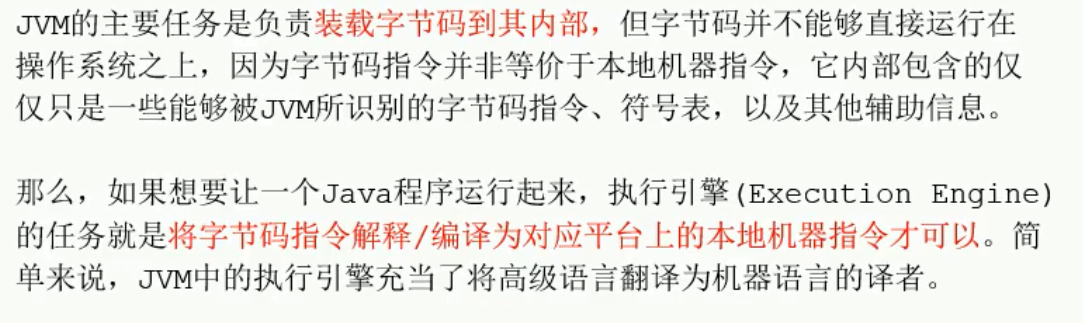 JVM的主要任务是负责装载字节码到其内部，但字节码并不能够直接运行在
操作系统之上，因为字节码指令并非等价于本地机器指令，它内部包含的仅
仅只是一些能够被JVM所识别的字节码指令、符号表，以及其他辅助信息。
那么，如果想要让一个Java程序运行起来，执行引擎(Execution Engine)
的任务就是将字节码指令解释/编译为对应平台上的本地机器指令才可以。简
单来说，JVM中的执行引擎充当了将高级语言翻译为机器语言的译者。